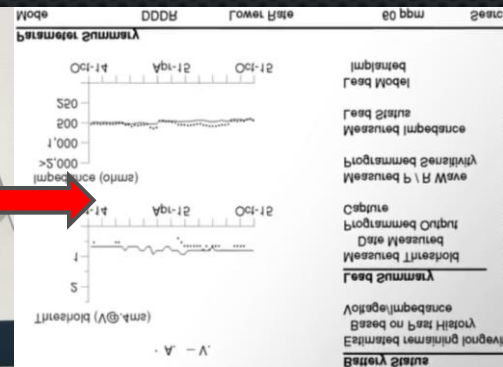 Battery Status
Estimated remaining longevi
Based on Past History
Voltage/Impedance
· A. — V.
Threshold (V@.4ms)
2
1
t-14 Apr-15 Oct-15
Lead Summary
Measured Threshold
Date Measured
Programmed Output
Capture
Measured P / R Wave
Programmed Sensitivity
Measured Impedance
Lead Status
Lead Model
Implanted
Impedance (ohms)
>2,000
1,000
500
250
Oct-14 Apr-15 Oct-15
Parameter Summary
Mode DDDR Lower Rate 60 ppm Searc